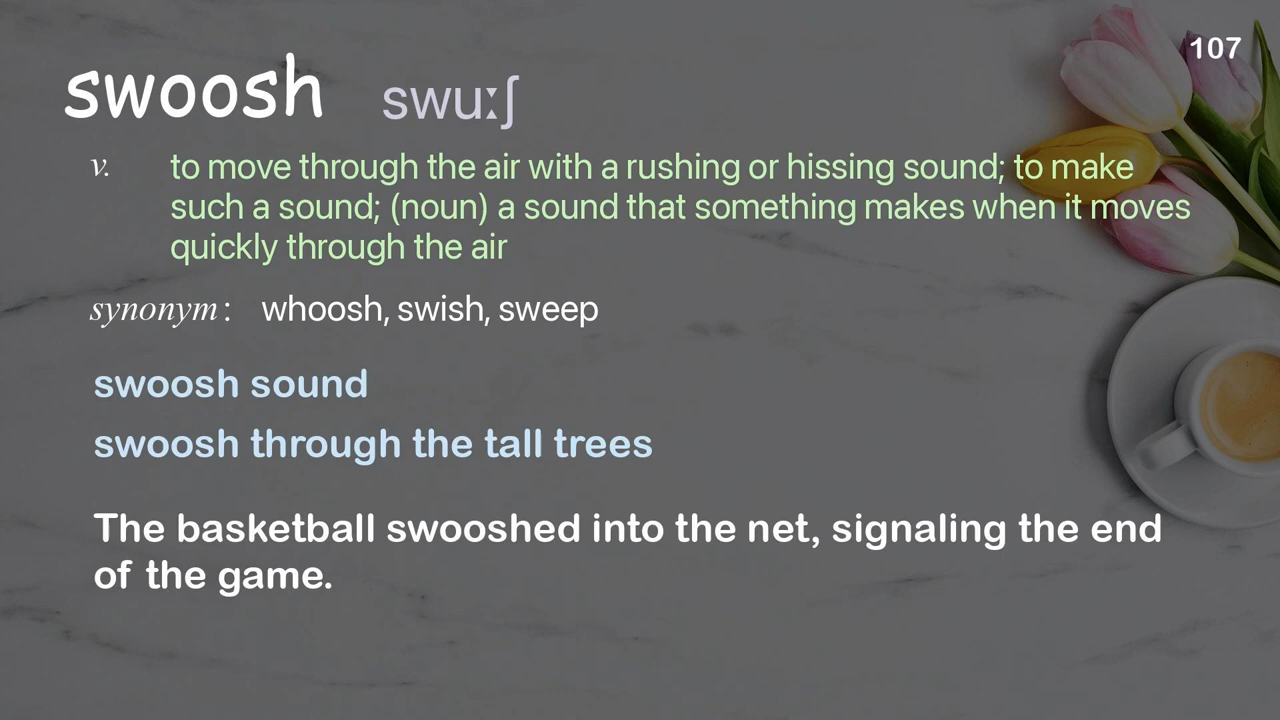 107
swoosh swuːʃ
v. to move through the air with a rushing or hissing sound; to make
such a sound; (noun) a sound that something makes when it moves
quickly through the air
synonym: whoosh, swish, sweep
swoosh sound
swoosh through the tall trees
The basketball swooshed into the net, signaling the end
of the game.